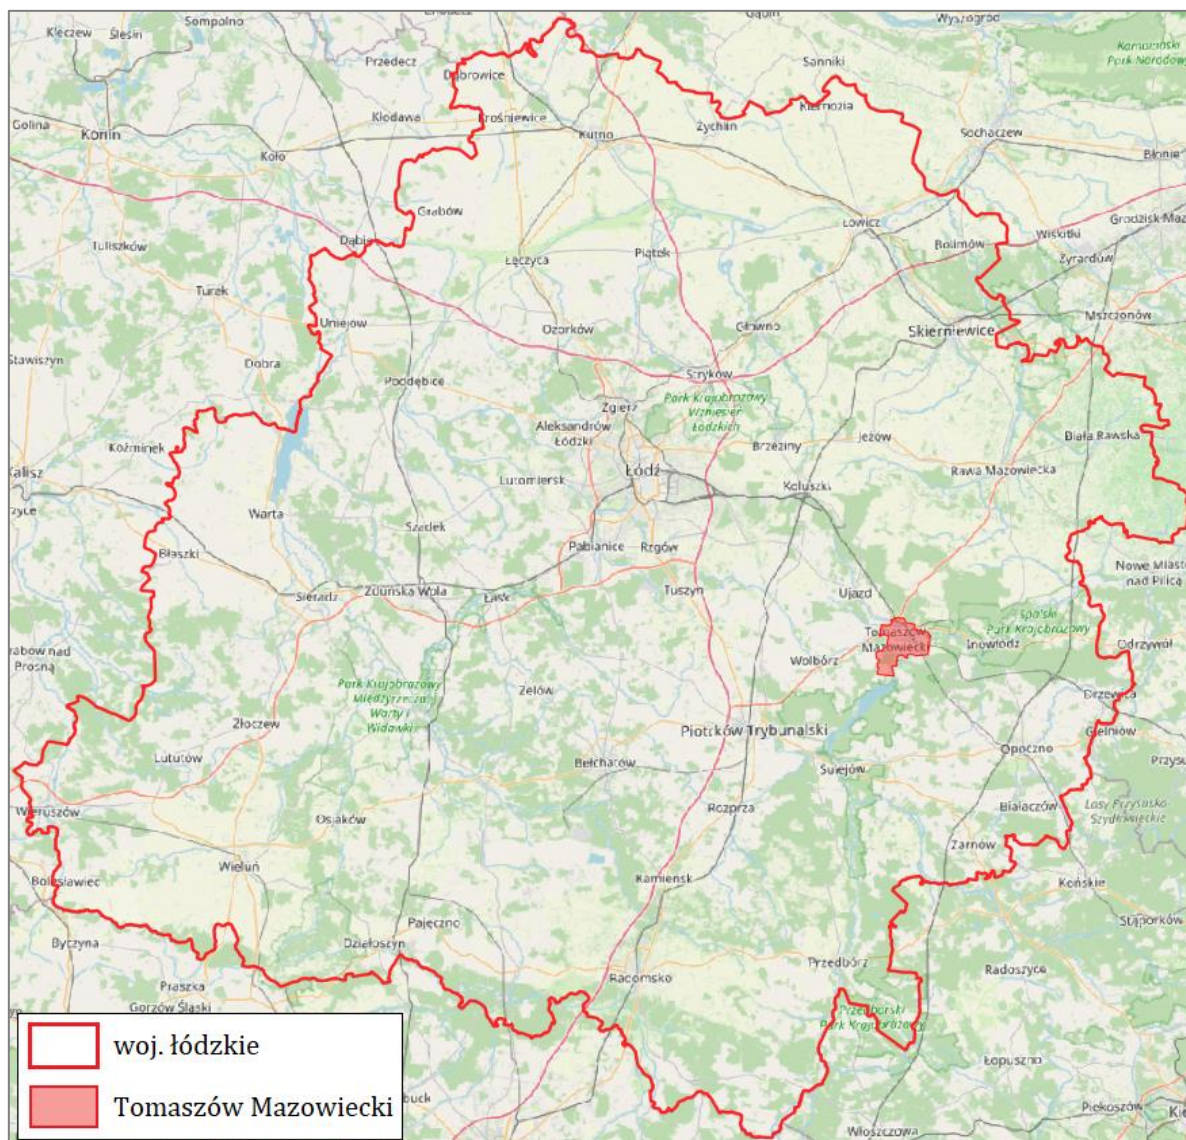 Sompolno
Kleczew
Ślesin
Wyszogród
Kampinoski
Park Narodowy
Przedecz
Dąbrowice
Sanniki
Kiernozia
Kłodawa
Krośniewice
Żychlin
Golina
Konin
Kutno
Sochaczew
Koło
Błonie
Grabów
Łowicz
Grodzisk Maz
Dąbie
Tuliszków
Bolimów
Wiskitki
Łęczyca
Piątek
Żyrardów
Turek
Uniejów
Ozorków
Głowno
Skierniewice
Mszczonów
Stawiszyn
Dobra
Poddębice
Stryków
Zgierz
Park Krajobrazowy
Wzniesień
Łódzkich
Aleksandrów
Łódzki
Koźminek
Brzeziny
Jeżów
Biała Rawska
Kalisz
Łódź
Rawa Mazowiecka
Lutomiersk
Koluszki
Warta
Szadek
Pabianice
Rzgów
Błaszki
Nowe Miasto
nad Pilicą
Sieradz
Zduńska Wola
Łask
Tuszyn
Ujazd
Spalski
Park Krajobrazowy
Tomaszów
Mazowiecki
Inowłódz
Odrzywół
Grabów nad
Prosną
Wolbórz
Park Krajobrazowy
Międzyrzecza
Warty i
Widawki
Zelów
Drzewica
Złoczew
Piotrków Trybunalski
Gielniów
Opoczno
Lututów
Bełchatów
Sulejów
Przysu
Wieruszów
Osjaków
Rozprza
Białaczów
Lasy Przysusko
Szydłowieckie
Wieluń
Żarnów
Bolesławiec
Kamieńsk
Końskie
Pajęczno
Stąporków
Byczyna
Działoszyn
Przedbórz
Radoszyce
Praszka
Radomsko
Gorzów Śląski
Przedborski
Park Krajobrazowy
woj. łódzkie
Łopuszno
Tomaszów Mazowiecki
buck
Piekoszów
Kie
Włoszczowa